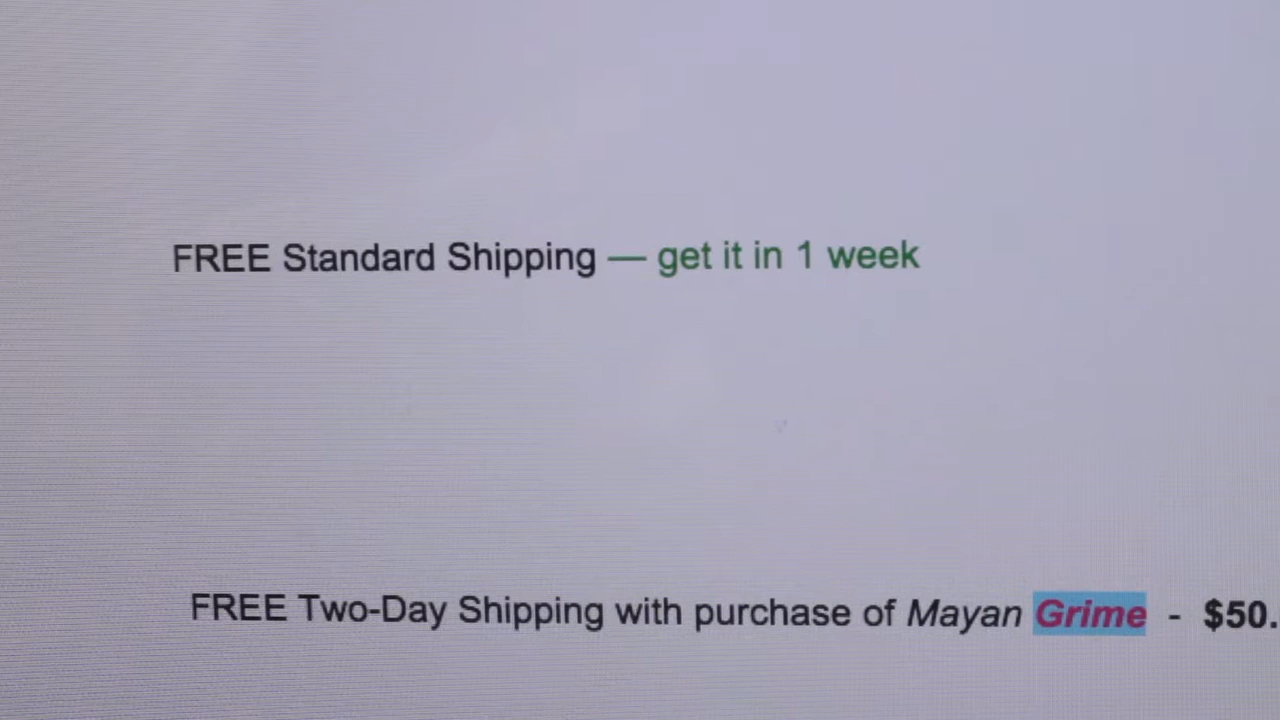 FREE Standard Shipping — get it in 1 week
FREE Two-Day Shipping with purchase of Mayan Grime - $50.